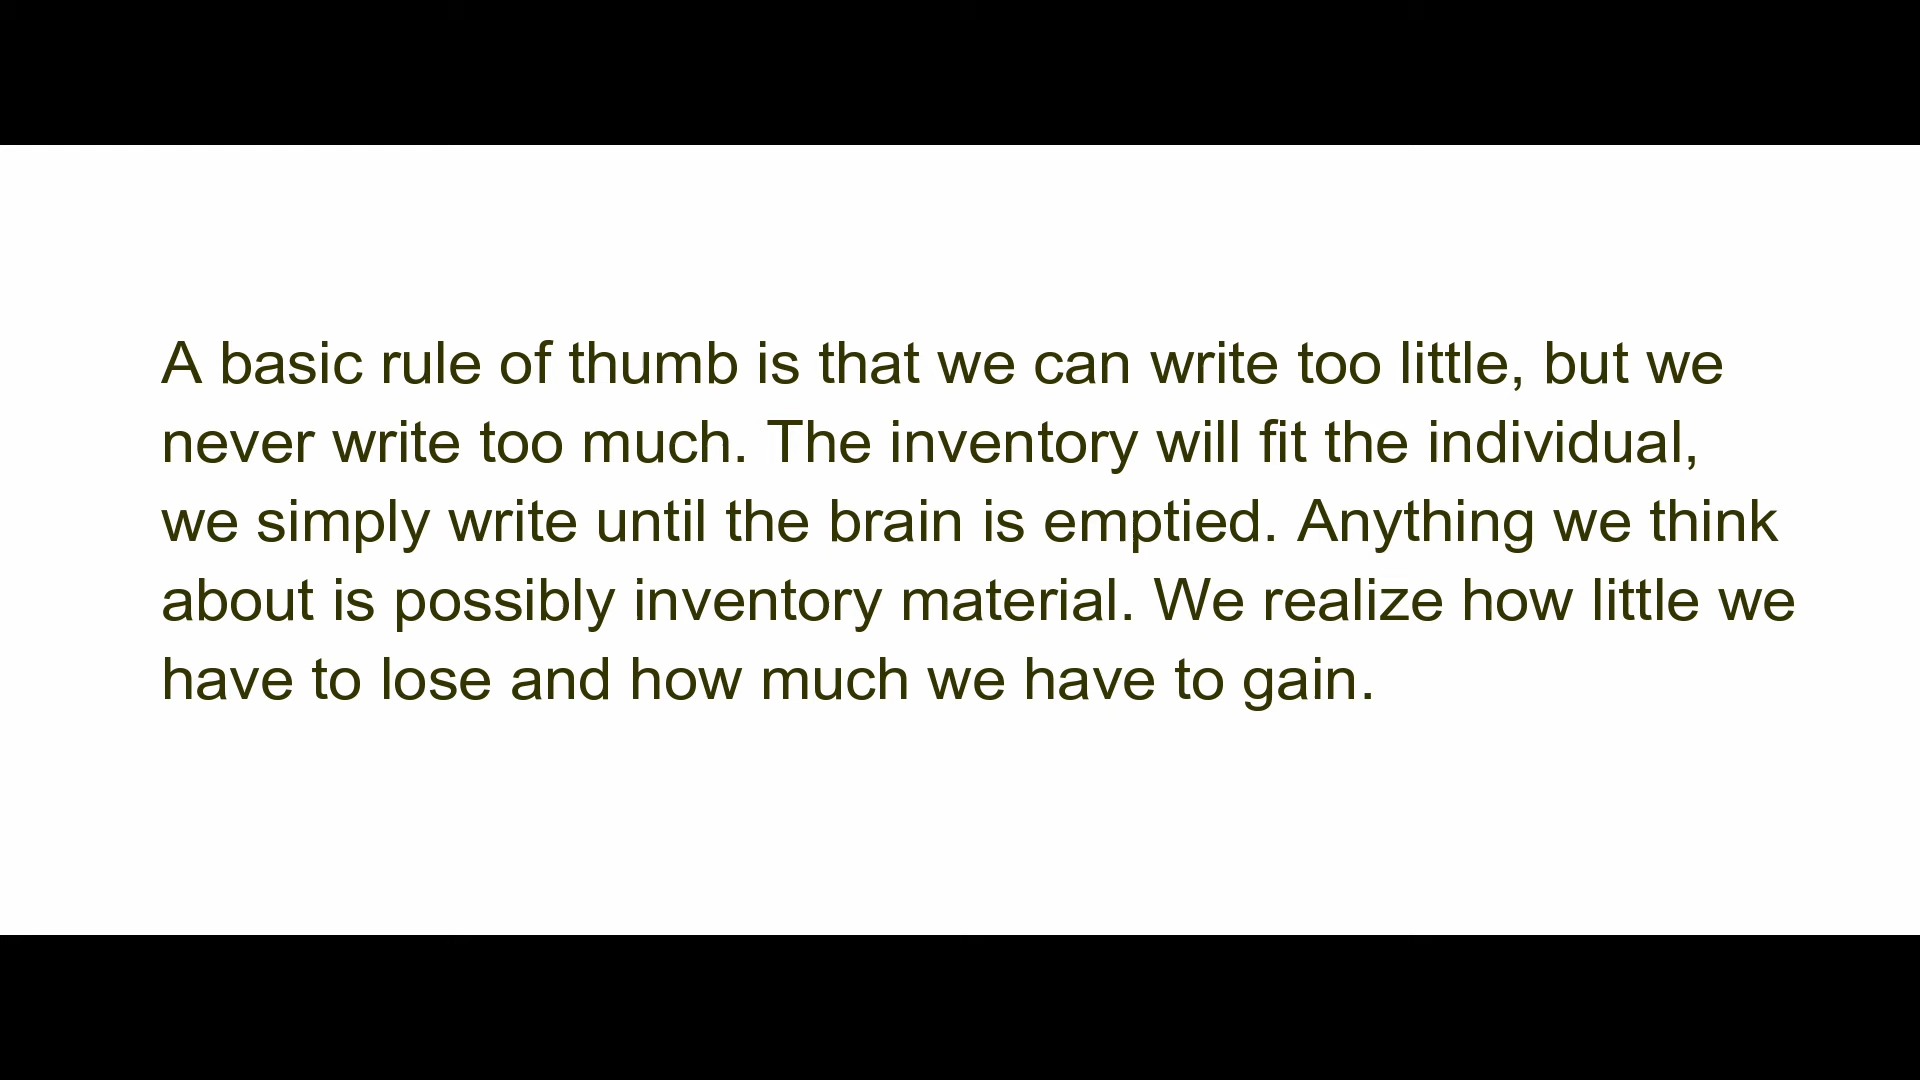 A basic rule of thumb is that we can write too little, but we
never write too much. The inventory will fit the individual,
we simply write until the brain is emptied. Anything we think
about is possibly inventory material. We realize how little we
have to lose and how much we have to gain.